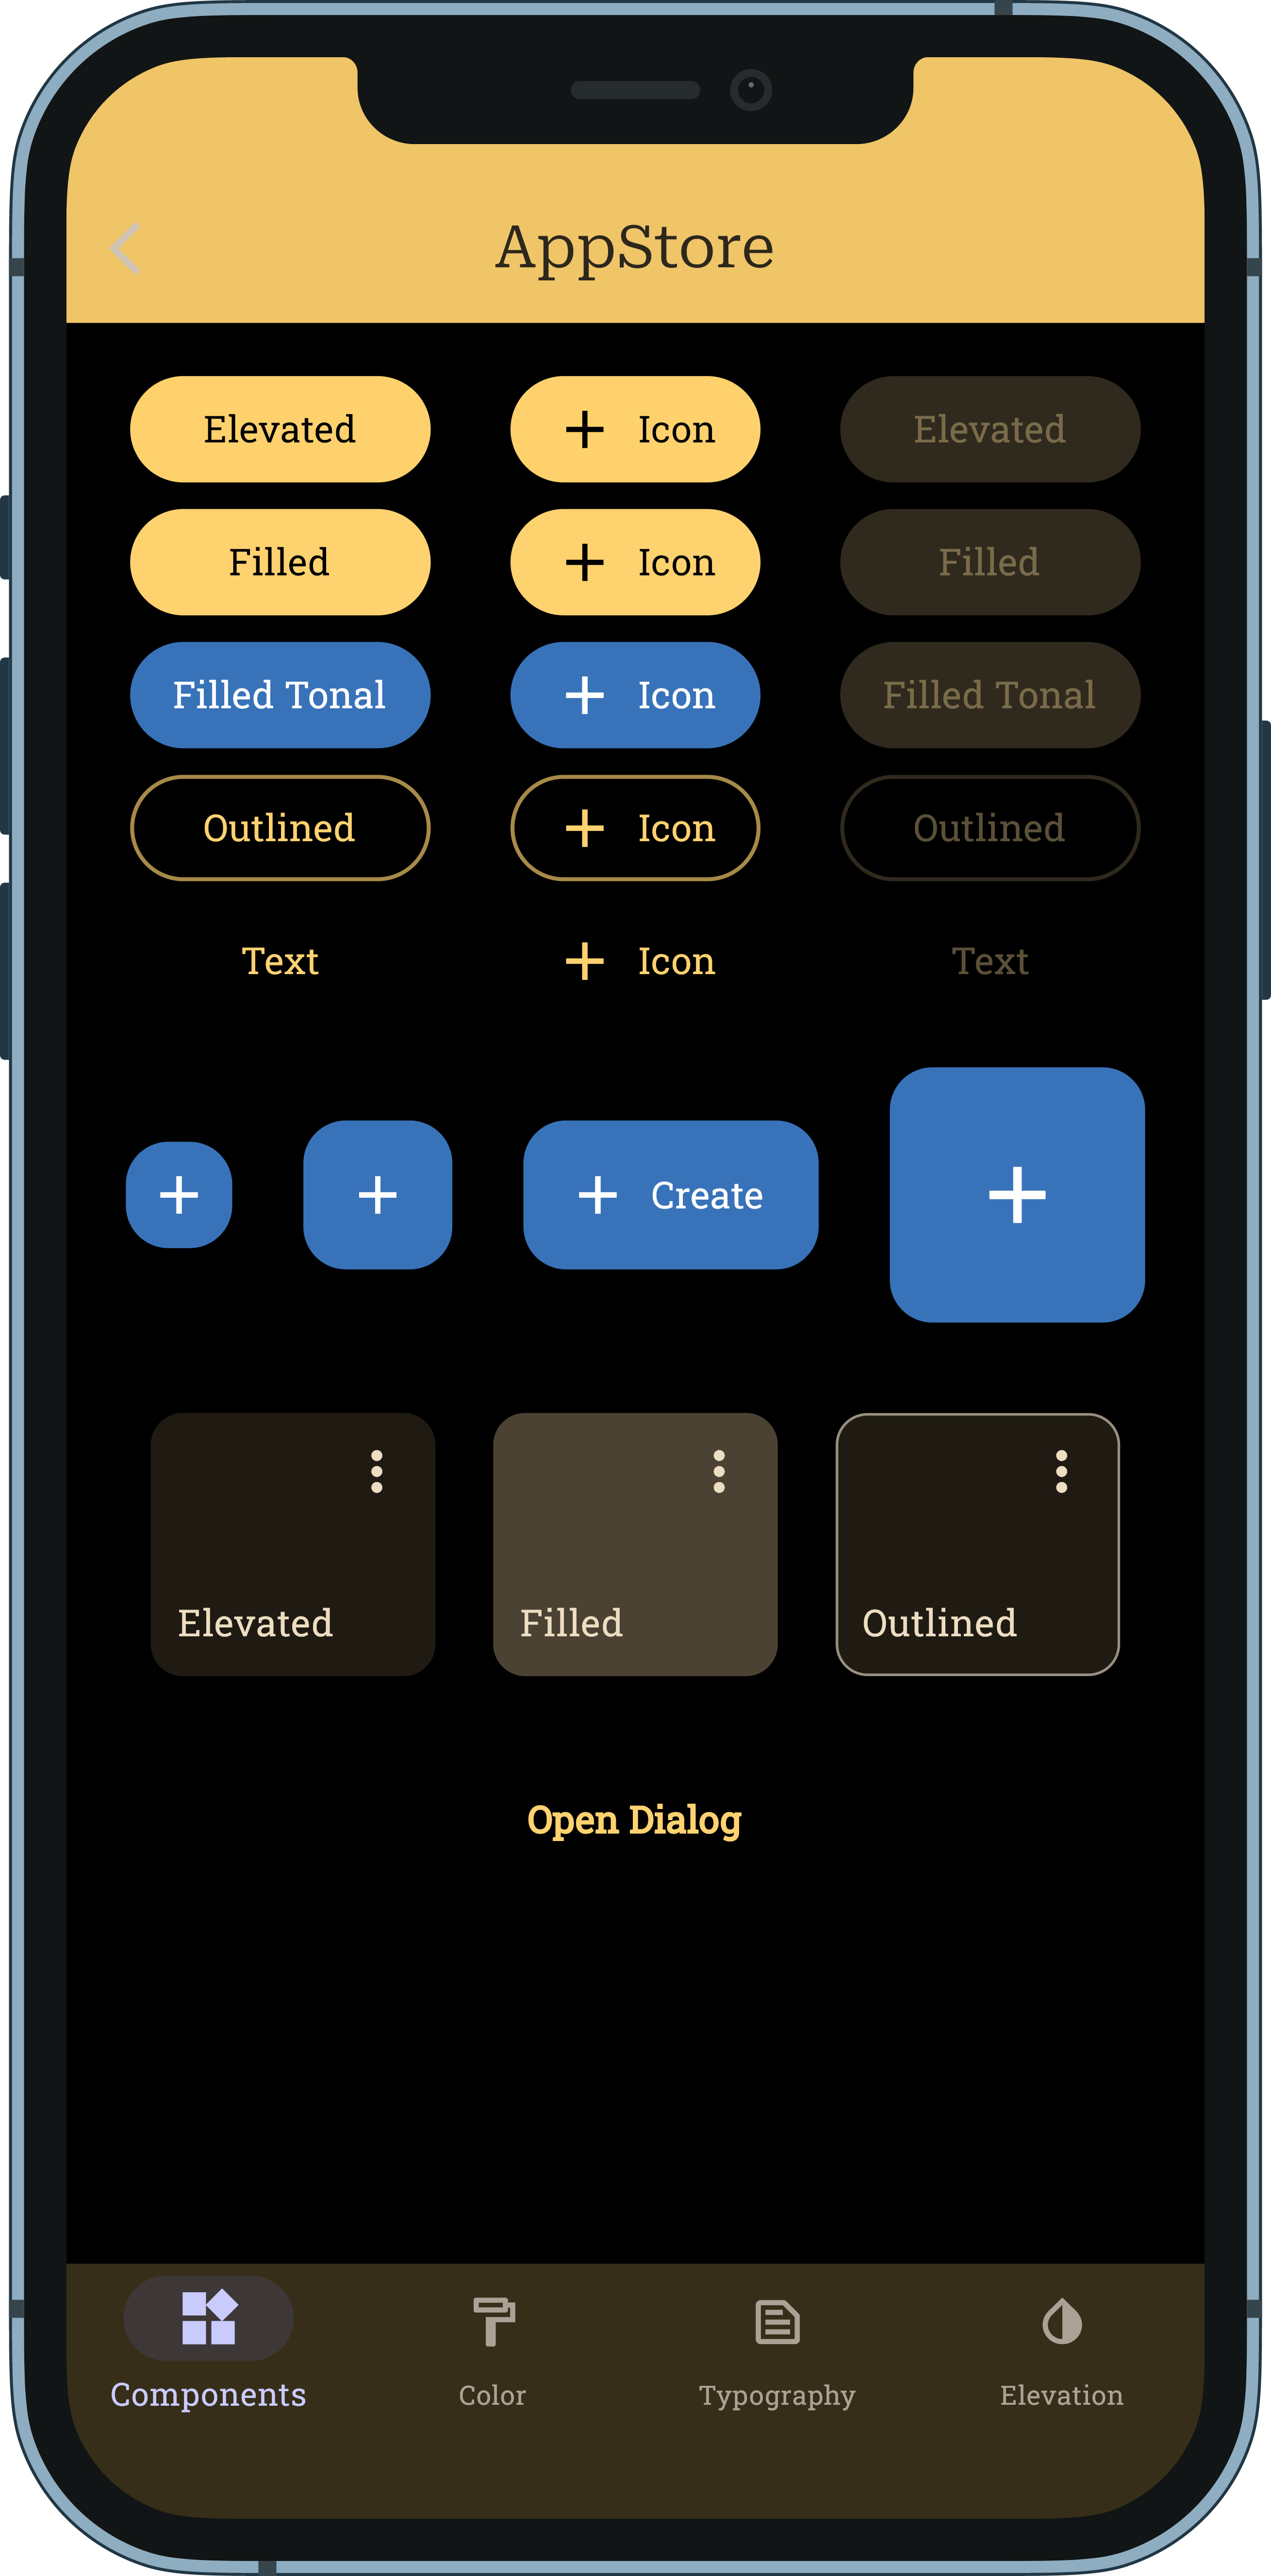 AppStore
Elevated Icon Elevated
Filled Icon Filled
Filled Tonal Icon Filled Tonal
Outlined Icon Outlined
Text Icon Text
Create
Elevated Filled Outlined
Open Dialog
Components Color Typography Elevation